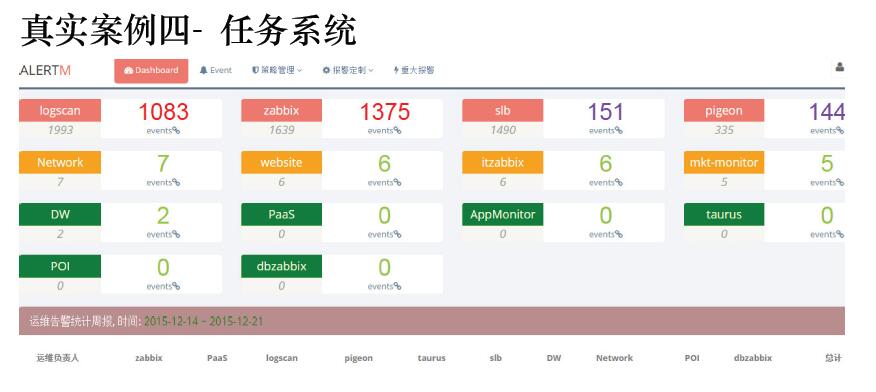 真实案例四- 任务系统
ALERTM Dashboard Event 策略管理 报警定制 重大报警
logscan 1083 zabbix 1375 slb 151 pigeon 144
1993 events 1639 events 1490 events 335 events
Network 7 website 6 itzabbix 6 mkt-monitor 5
7 events 6 events 6 events 5 events
DW 2 PaaS 0 AppMonitor 0 taurus 0
2 events 0 events 0 events 0 events
POI 0 dbzabbix 0
0 events 0 events
运维告警统计周报, 时间: 2015-12-14 ~ 2015-12-21
运维负责人 zabbix PaaS logscan pigeon taurus slb DW Network POI dbzabbix 总计